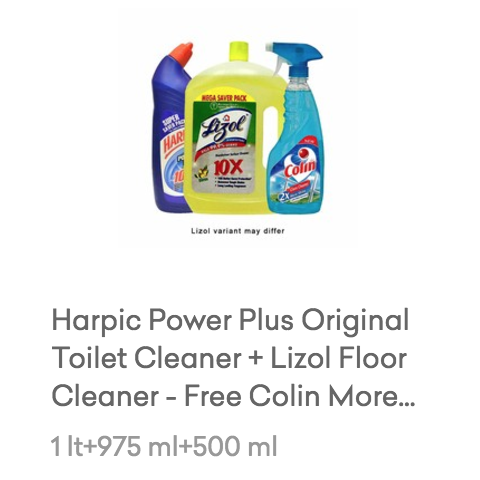 SUPER
SAVER PACK
HARPIC
10
MEGA SAVER PACK
Lizol
10X
Colin
2X
Lizol variant may differ
Harpic Power Plus Original
Toilet Cleaner + Lizol Floor
Cleaner - Free Colin More...
1 lt+975 ml+500 ml